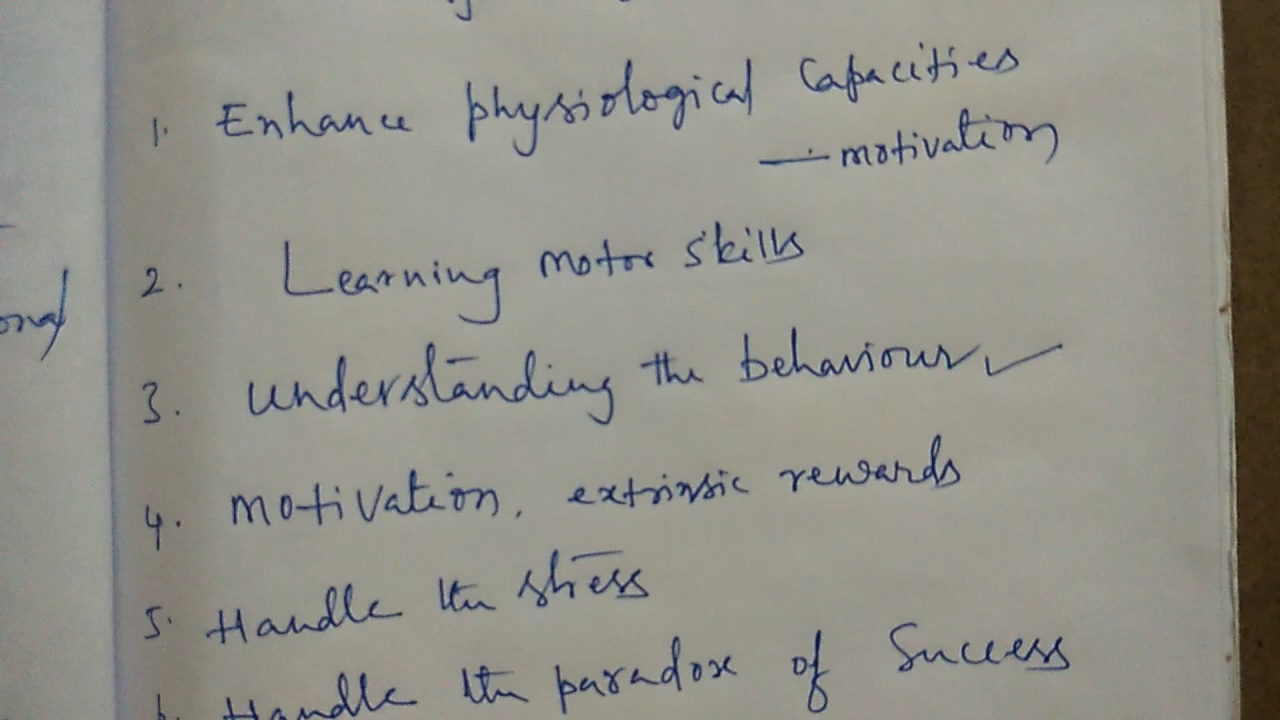 1. Enhance physiological Capacities
— motivation
2. Learning motor skills
3. understanding the behaviour ✓
4. motivation, extrinsic rewards
5. Handle the stress
6. Handle the paradox of Success